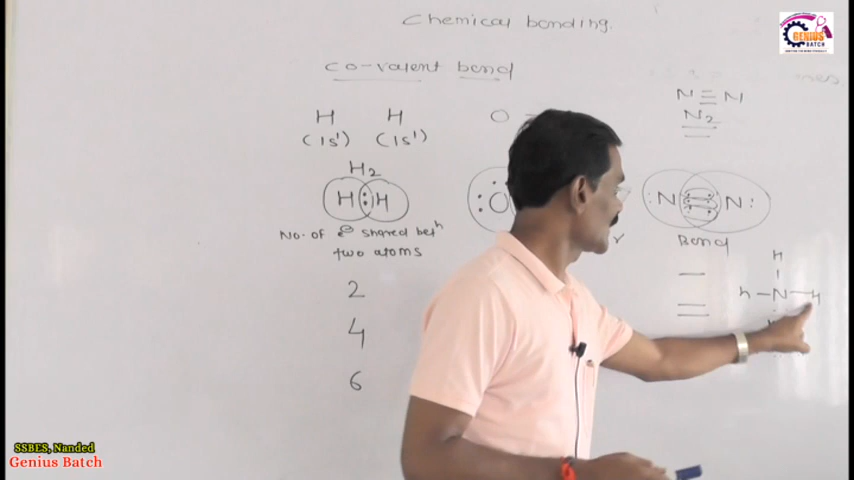 Chemical bonding.
Co-valent bond
N ≡ N
H H O
N2
(1s¹) (1s¹)
H2
H : H :O N N :
No. of e⊖ shared betⁿ
two atoms
Bond
H
2 —
H — N — H
4 =
6
GENIUS
BATCH
SSBES, Nanded
Genius Batch